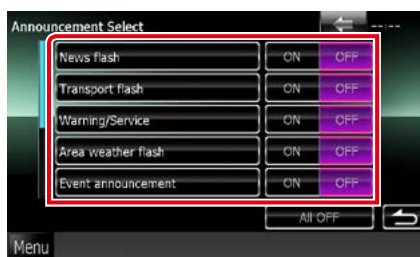 Announcement Select --:--
News flash ON OFF
Transport flash ON OFF
Warning/Service ON OFF
Area weather flash ON OFF
Event announcement ON OFF
All OFF
Menu